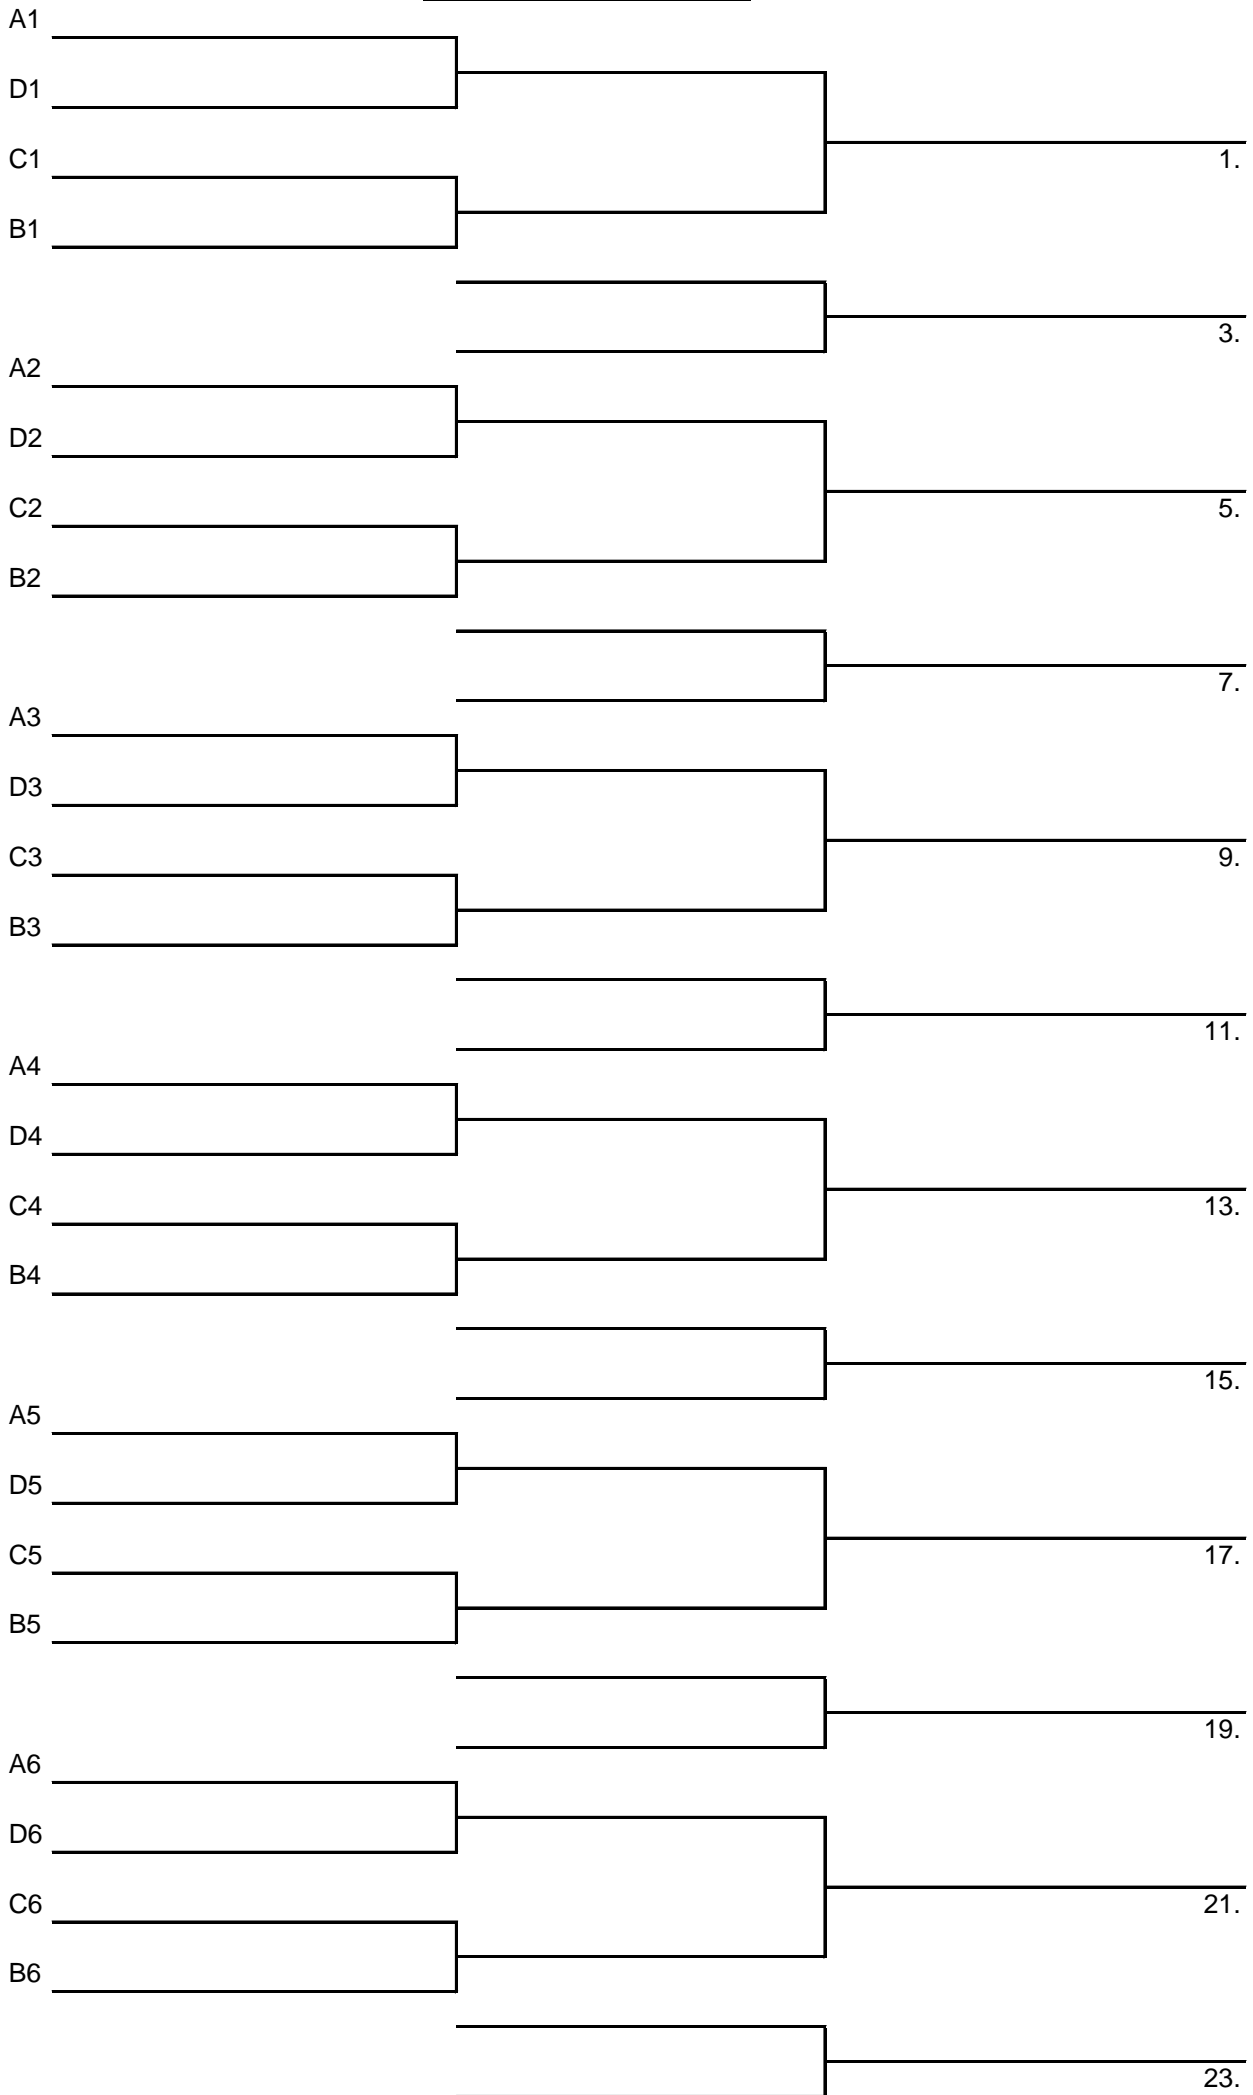 A1
D1
C1
1.
B1
3.
A2
D2
C2
5.
B2
7.
A3
D3
C3
9.
B3
11.
A4
D4
C4
13.
B4
15.
A5
D5
C5
17.
B5
19.
A6
D6
C6
21.
B6
23.